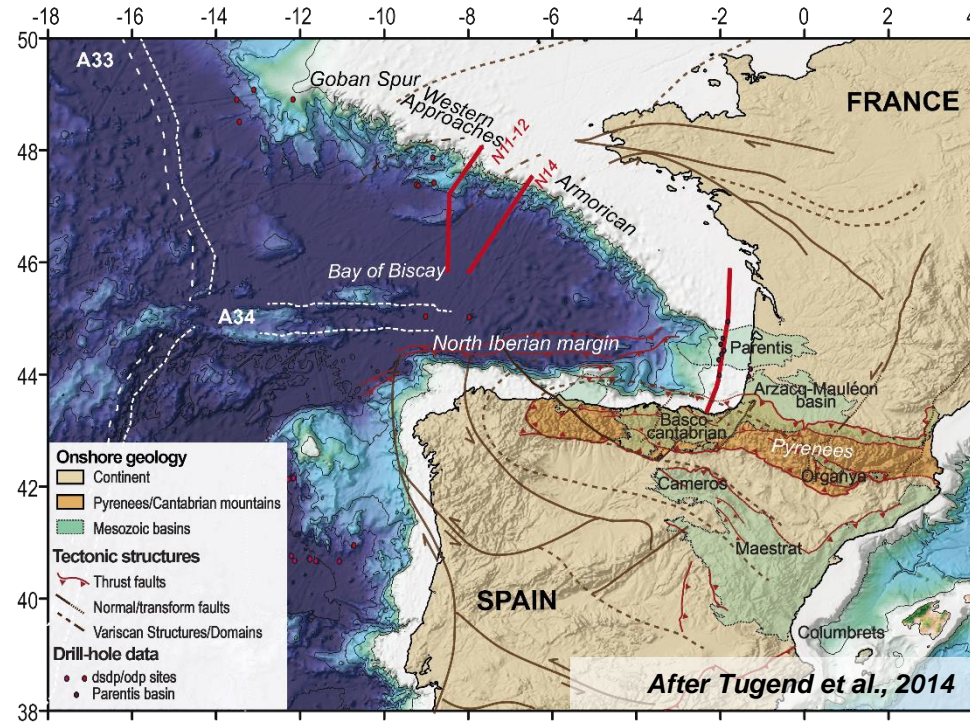 -18 -16 -14 -12 -10 -8 -6 -4 -2 0 2 4
50
A33
Goban Spur
Western
Approaches
FRANCE
N11-12
48
N14
Armorican
46
Bay of Biscay
A34
North Iberian margin
Parentis
44
Arzacq-Mauléon
basin
Basco-
cantabrian
Pyrenees
Onshore geology
Continent
Organya
42
Pyrenees/Cantabrian mountains
Cameros
Mesozoic basins
Maestrat
Tectonic structures
Thrust faults
40
Normal/transform faults
SPAIN
Variscan Structures/Domains
Columbrets
Drill-hole data
dsdp/odp sites
Parentis basin
After Tugend et al., 2014
38